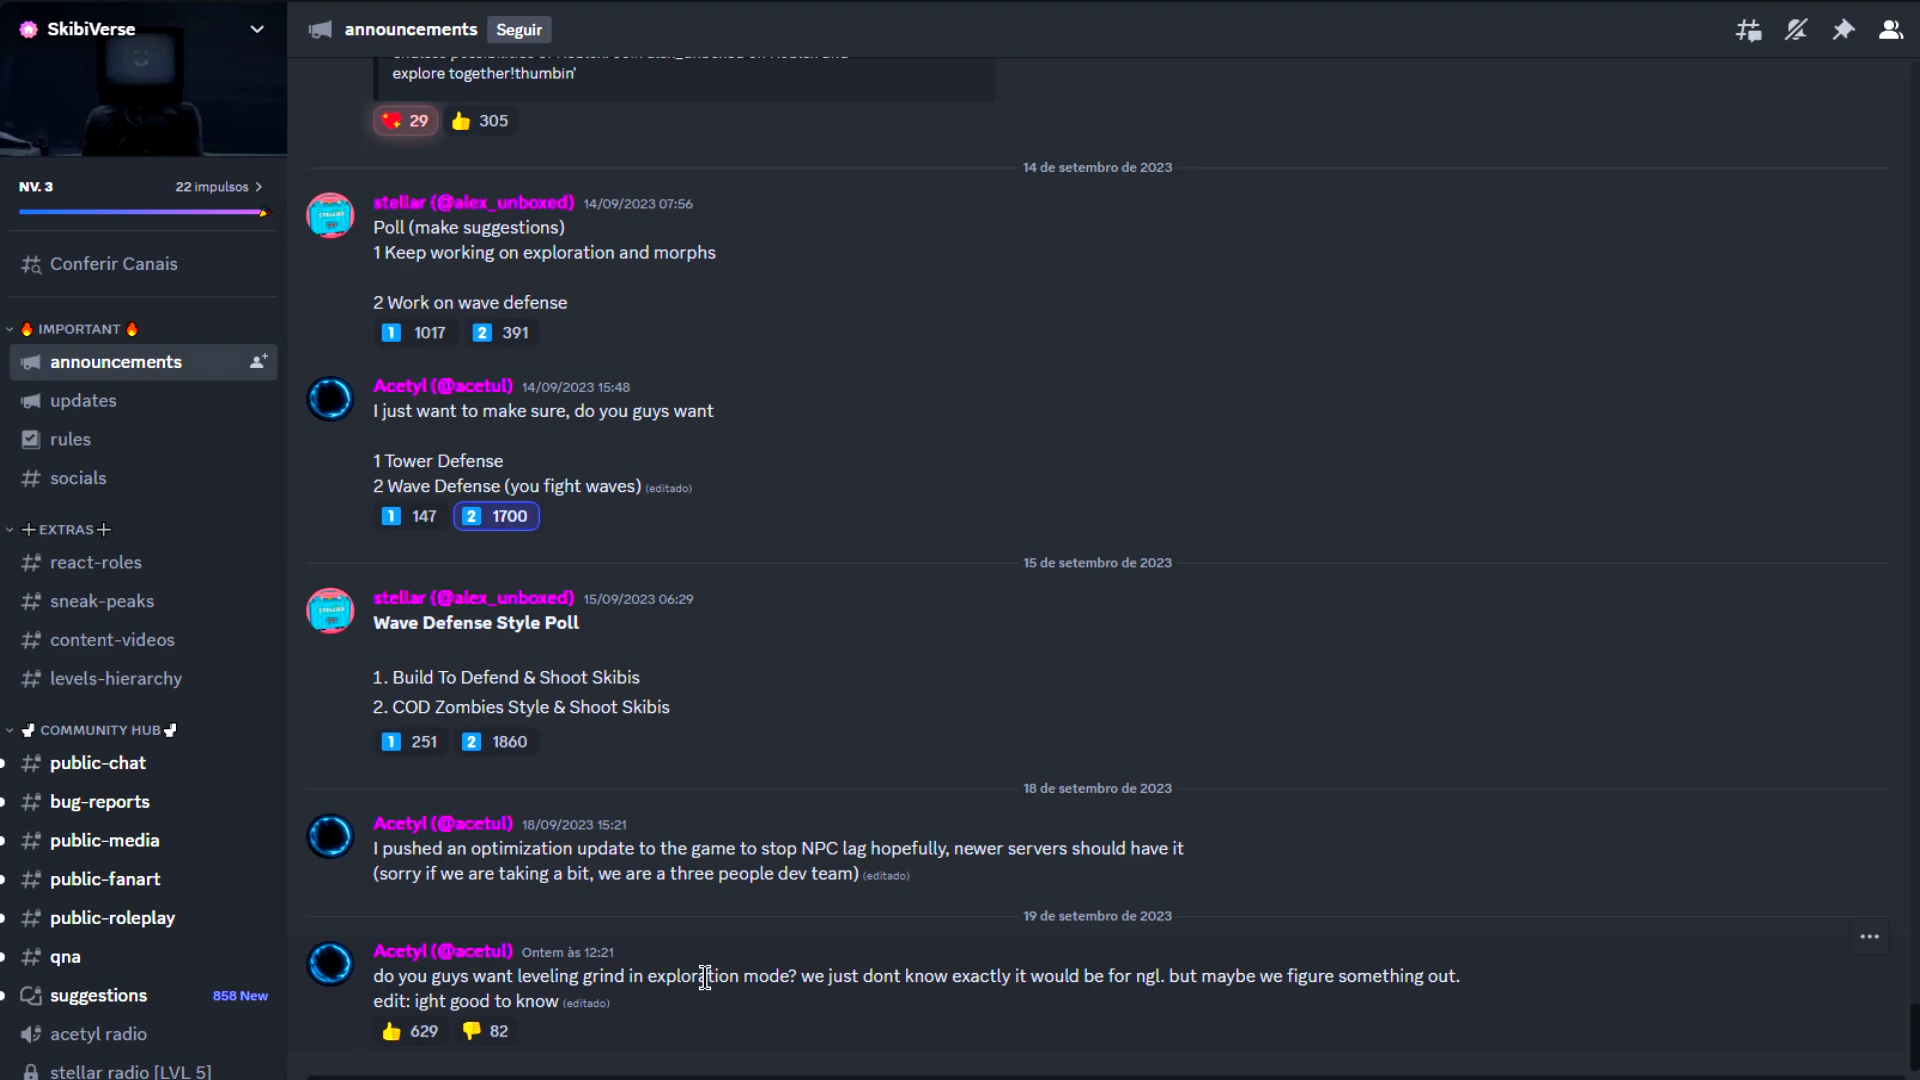 SkibiVerse
NV. 3
22 impulsos
Conferir Canais
IMPORTANT
announcements
updates
rules
socials
EXTRAS
react-roles
sneak-peaks
content-videos
levels-hierarchy
COMMUNITY HUB
public-chat
bug-reports
public-media
public-fanart
public-roleplay
qna
suggestions
858 New
acetyl radio
stellar radio [LVL 5]
announcements
Seguir
explore together!thumbin'
29
305
14 de setembro de 2023
stellar (@alex_unboxed) 14/09/2023 07:56
Poll (make suggestions)
1 Keep working on exploration and morphs
2 Work on wave defense
1 1017 2 391
Acetyl (@acetul) 14/09/2023 15:48
I just want to make sure, do you guys want
1 Tower Defense
2 Wave Defense (you fight waves) (editado)
1 147 2 1700
15 de setembro de 2023
stellar (@alex_unboxed) 15/09/2023 06:29
Wave Defense Style Poll
1. Build To Defend & Shoot Skibis
2. COD Zombies Style & Shoot Skibis
1 251 2 1860
18 de setembro de 2023
Acetyl (@acetul) 18/09/2023 15:21
I pushed an optimization update to the game to stop NPC lag hopefully, newer servers should have it
(sorry if we are taking a bit, we are a three people dev team) (editado)
19 de setembro de 2023
Acetyl (@acetul) Ontem às 12:21
do you guys want leveling grind in exploration mode? we just dont know exactly it would be for ngl. but maybe we figure something out.
edit: ight good to know (editado)
629 82